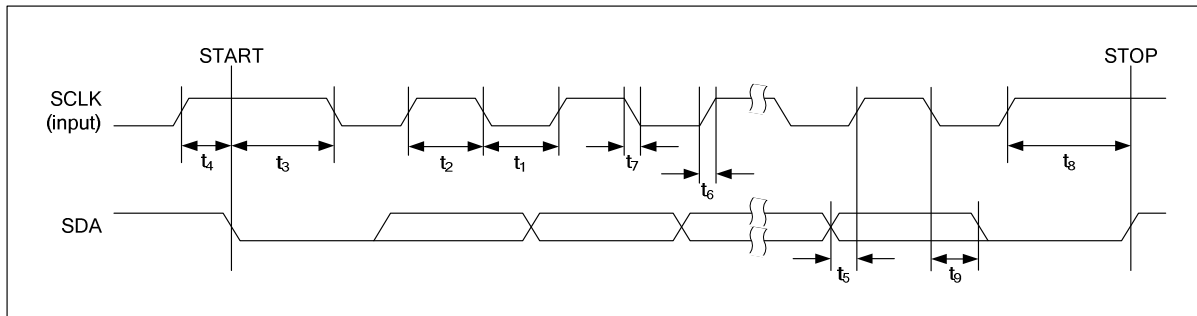 START STOP
SCLK
(input)
t4 t3 t2 t1 t7 t6 t8
SDA
t5 t9